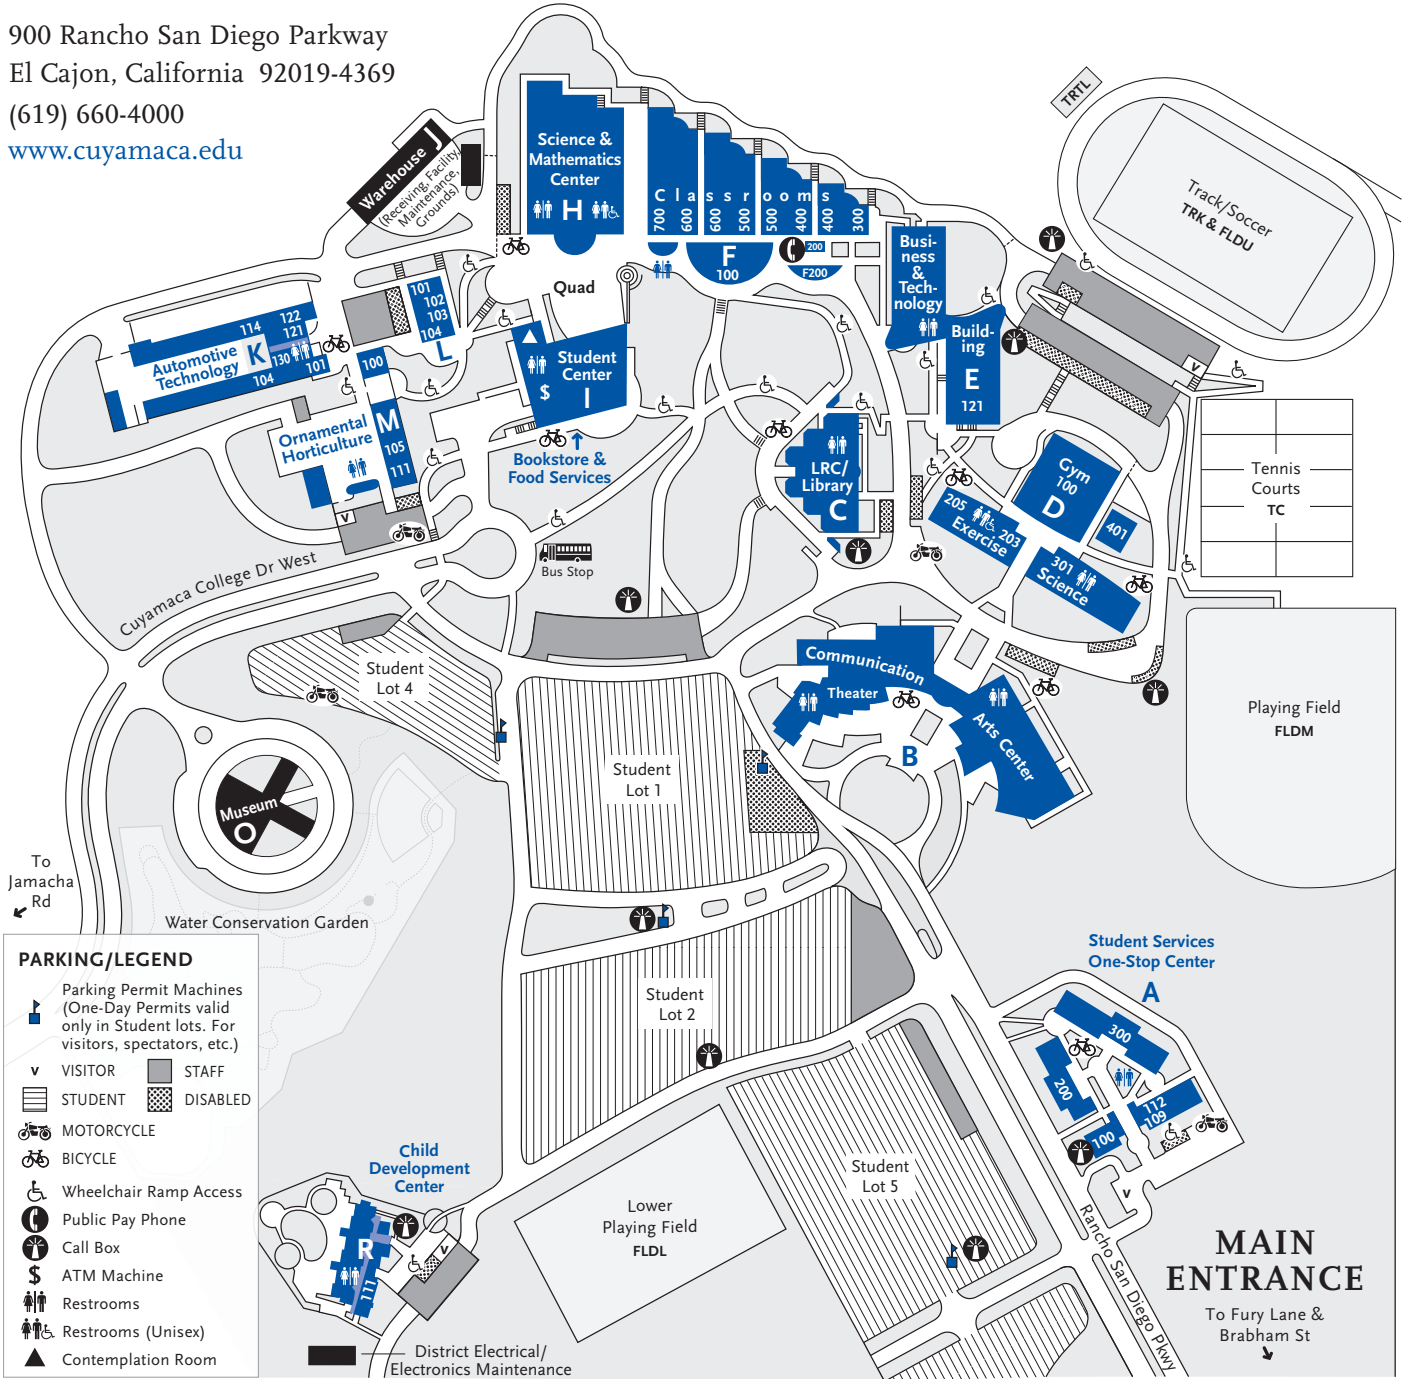 900 Rancho San Diego Parkway
El Cajon, California 92019-4369
(619) 660-4000
www.cuyamaca.edu
TRTL
Track/Soccer
TRK & FLDU
Warehouse J
(Receiving, Facility,
Maintenance,
Grounds)
Science &
Mathematics
Center
H
Classrooms
700
600
600
500
500
400
400
300
F
100
200
F200
Quad
Busi-
ness
&
Tech-
nology
Build-
ing
E
121
101
102
103
104
L
114
122
121
Automotive
Technology
K
130
101
104
100
M
105
111
Ornamental
Horticulture
V
Student
Center
I
$
Bookstore &
Food Services
LRC/
Library
C
Gym
100
D
401
205
203
Exercise
301
Science
V
Tennis
Courts
TC
Bus Stop
Cuyamaca College Dr West
Communication
Theater
Arts Center
B
Playing Field
FLDM
Student
Lot 4
Student
Lot 1
Museum
O
To
Jamacha
Rd
Water Conservation Garden
Student
Lot 2
Student Services
One-Stop Center
A
300
200
112
109
100
V
Student
Lot 5
Child
Development
Center
R
111
V
Lower
Playing Field
FLDL
Rancho San Diego Pkwy
MAIN
ENTRANCE
To Fury Lane &
Brabham St
District Electrical/
Electronics Maintenance
PARKING/LEGEND
Parking Permit Machines
(One-Day Permits valid
only in Student lots. For
visitors, spectators, etc.)
V VISITOR
STAFF
STUDENT
DISABLED
MOTORCYCLE
BICYCLE
Wheelchair Ramp Access
Public Pay Phone
Call Box
$ ATM Machine
Restrooms
Restrooms (Unisex)
Contemplation Room